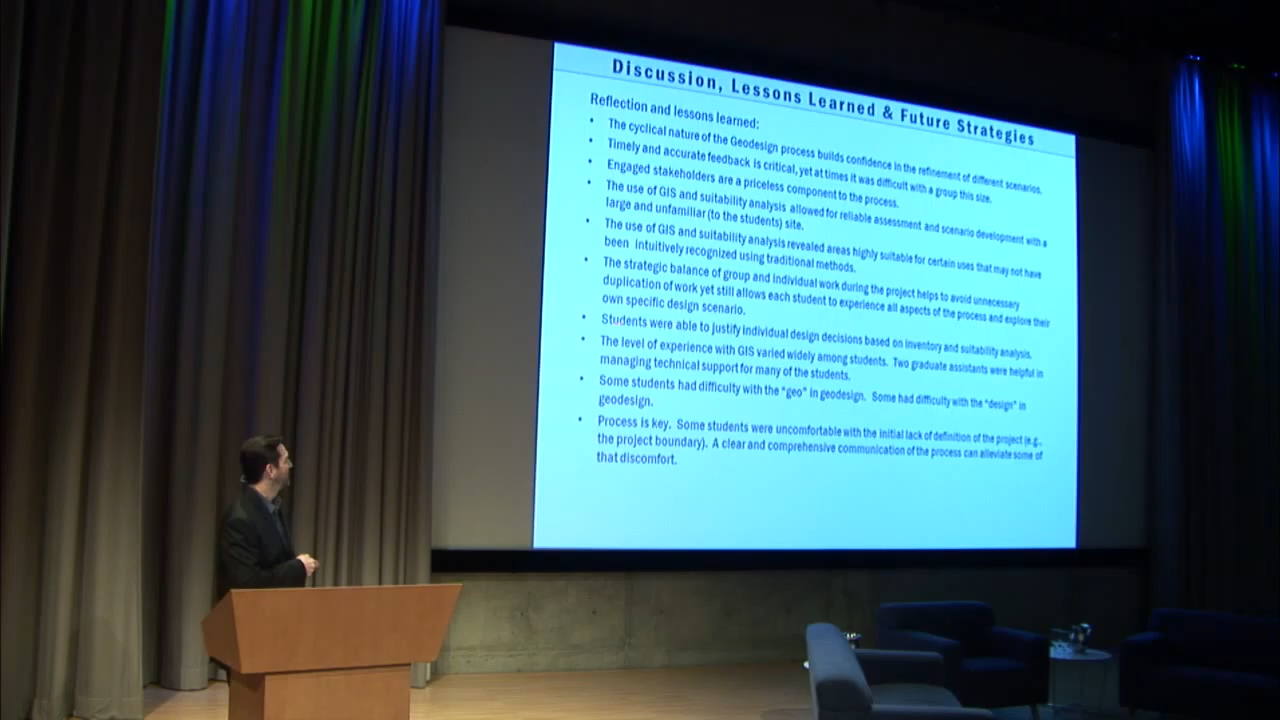 Discussion, Lessons Learned & Future Strategies
Reflection and lessons learned:
• The cyclical nature of the Geodesign process builds confidence in the refinement of different scenarios.
• Timely and accurate feedback is critical, yet at times it was difficult with a group this size.
• Engaged stakeholders are a priceless component to the process.
• The use of GIS and suitability analysis allowed for reliable assessment and scenario development with a
large and unfamiliar (to the students) site.
• The use of GIS and suitability analysis revealed areas highly suitable for certain uses that may not have
been intuitively recognized using traditional methods.
• The strategic balance of group and individual work during the project helps to avoid unnecessary
duplication of work yet still allows each student to experience all aspects of the process and explore their
own specific design scenario.
• Students were able to justify individual design decisions based on inventory and suitability analysis.
• The level of experience with GIS varied widely among students. Two graduate assistants were helpful in
managing technical support for many of the students.
• Some students had difficulty with the "geo" in geodesign. Some had difficulty with the "design" in
geodesign.
• Process is key. Some students were uncomfortable with the initial lack of definition of the project (e.g.,
the project boundary). A clear and comprehensive communication of the process can alleviate some of
that discomfort.